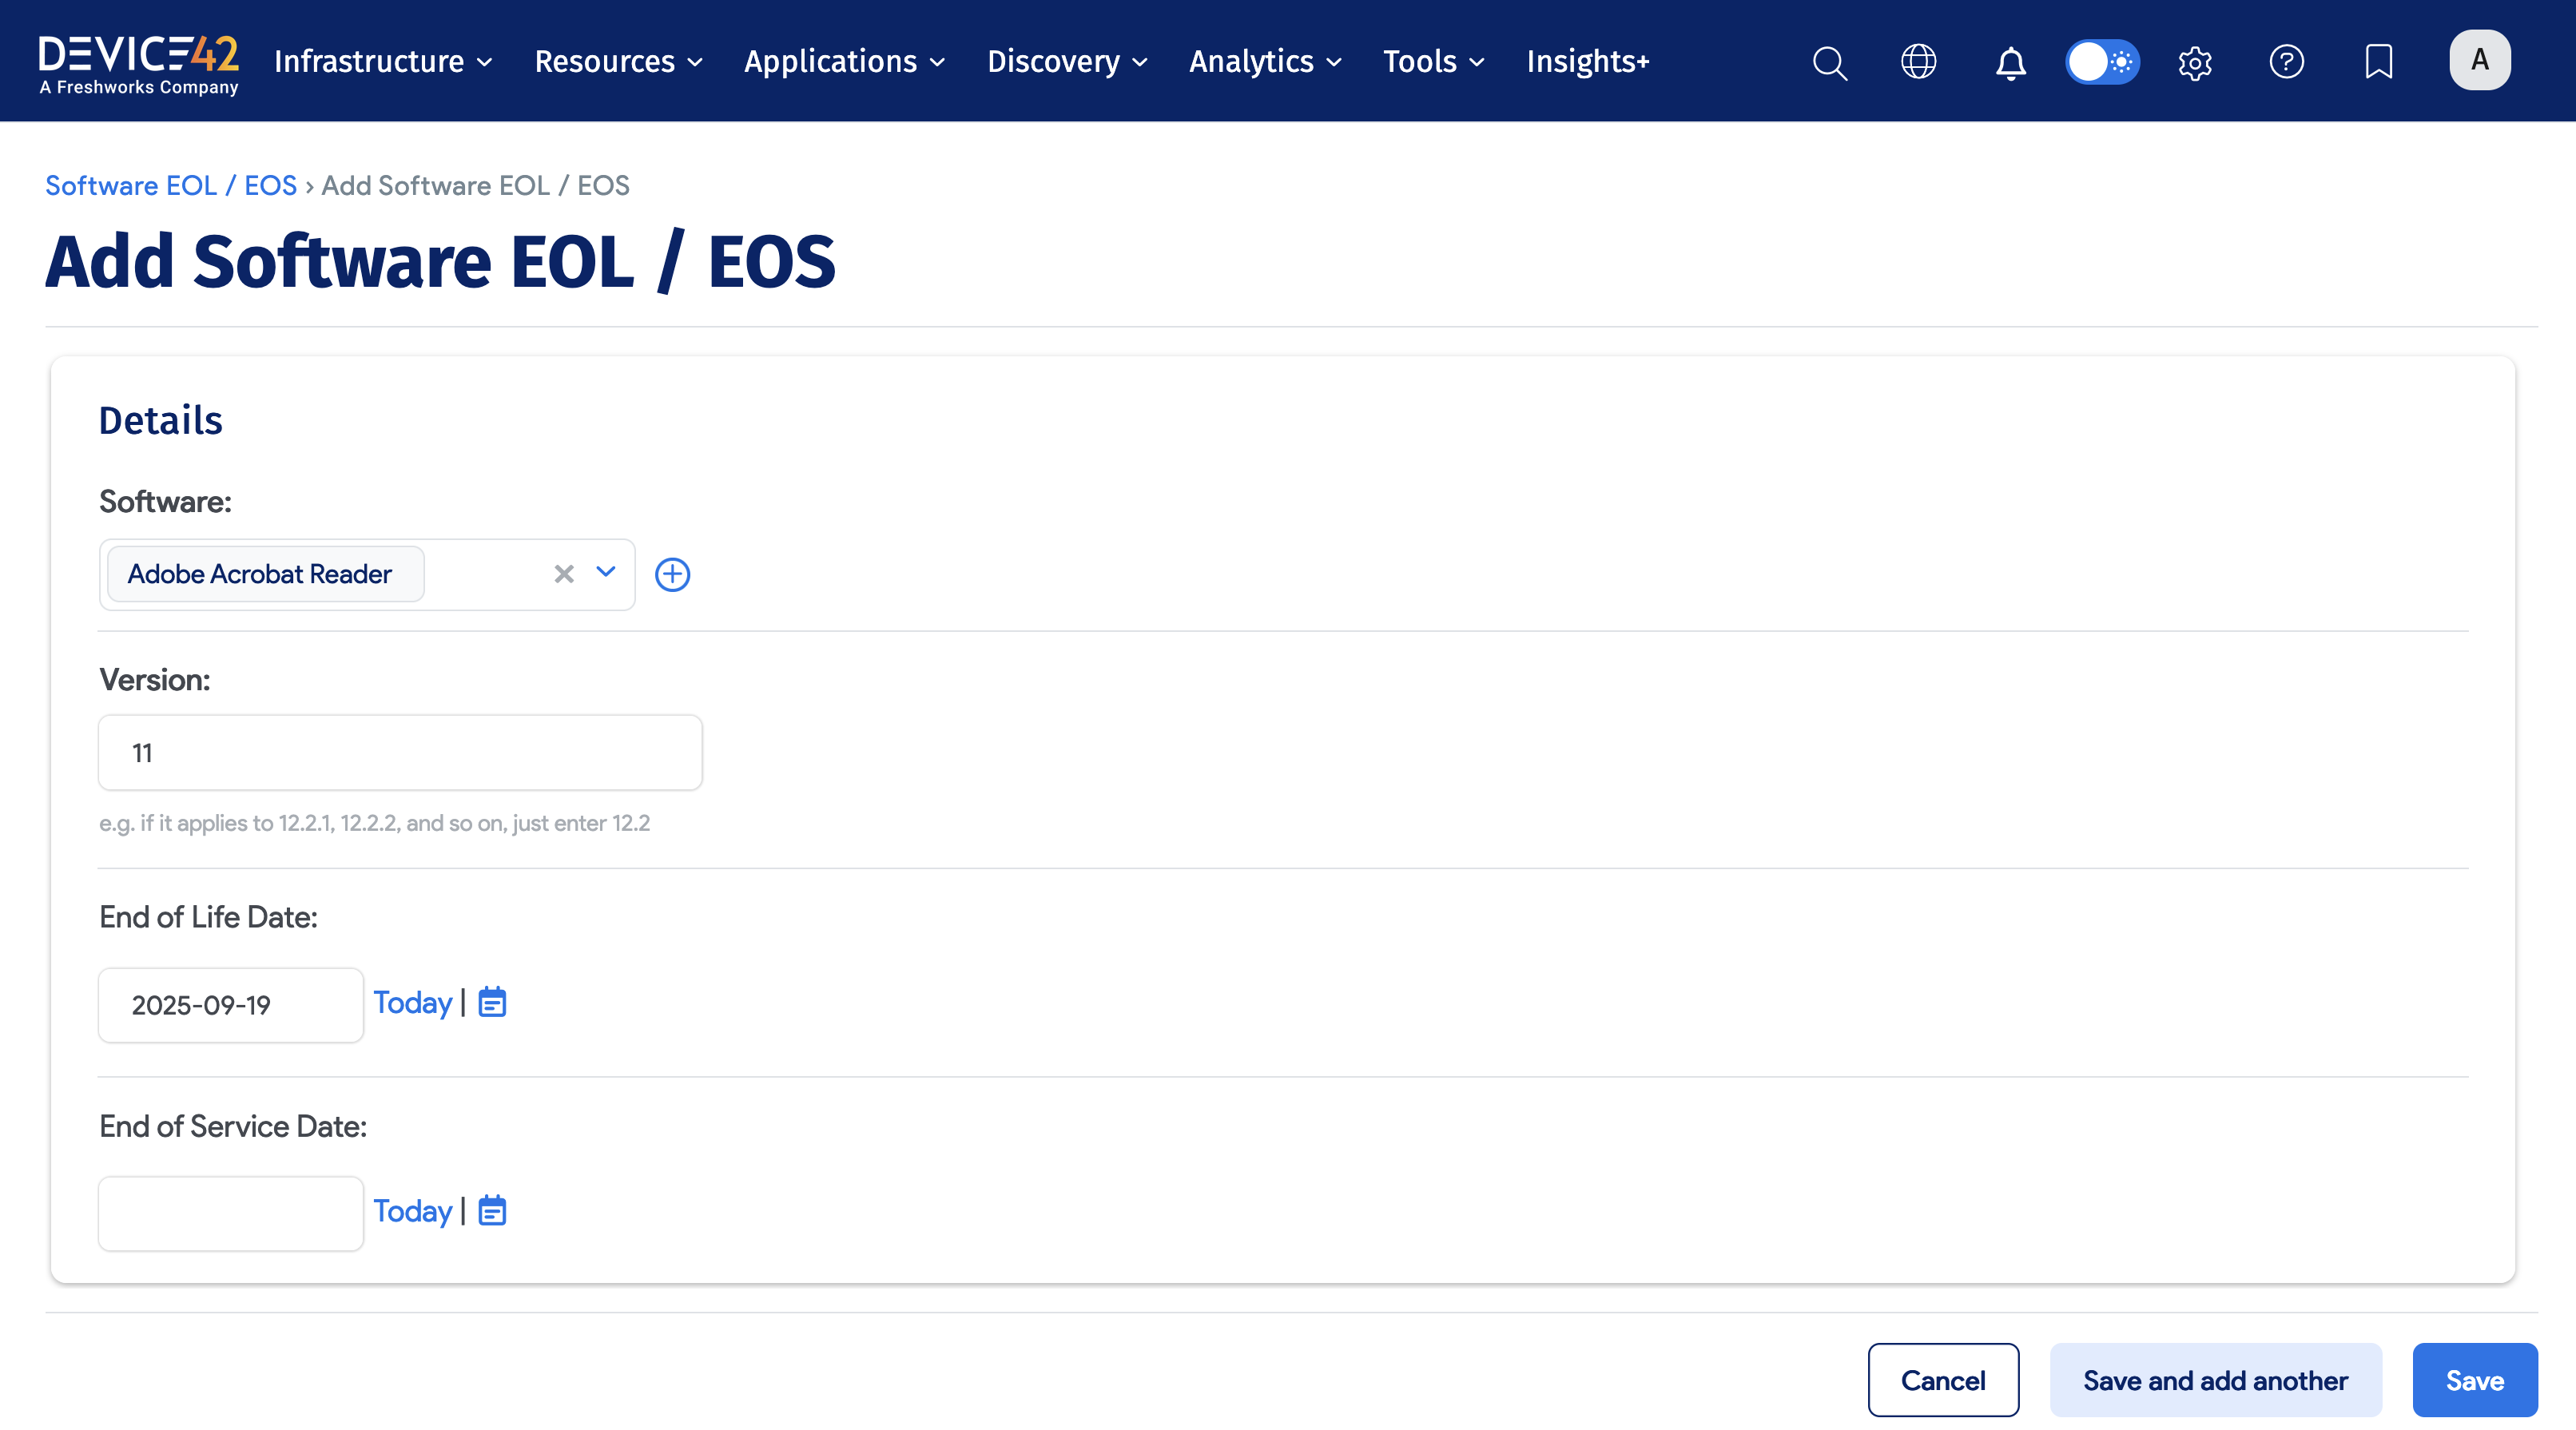 DEVICE42
A Freshworks Company
Infrastructure Resources Applications Discovery Analytics Tools Insights+
A
Software EOL / EOS › Add Software EOL / EOS
Add Software EOL / EOS
Details
Software:
Adobe Acrobat Reader
Version:
11
e.g. if it applies to 12.2.1, 12.2.2, and so on, just enter 12.2
End of Life Date:
2025-09-19 Today |
End of Service Date:
Today |
Cancel Save and add another Save